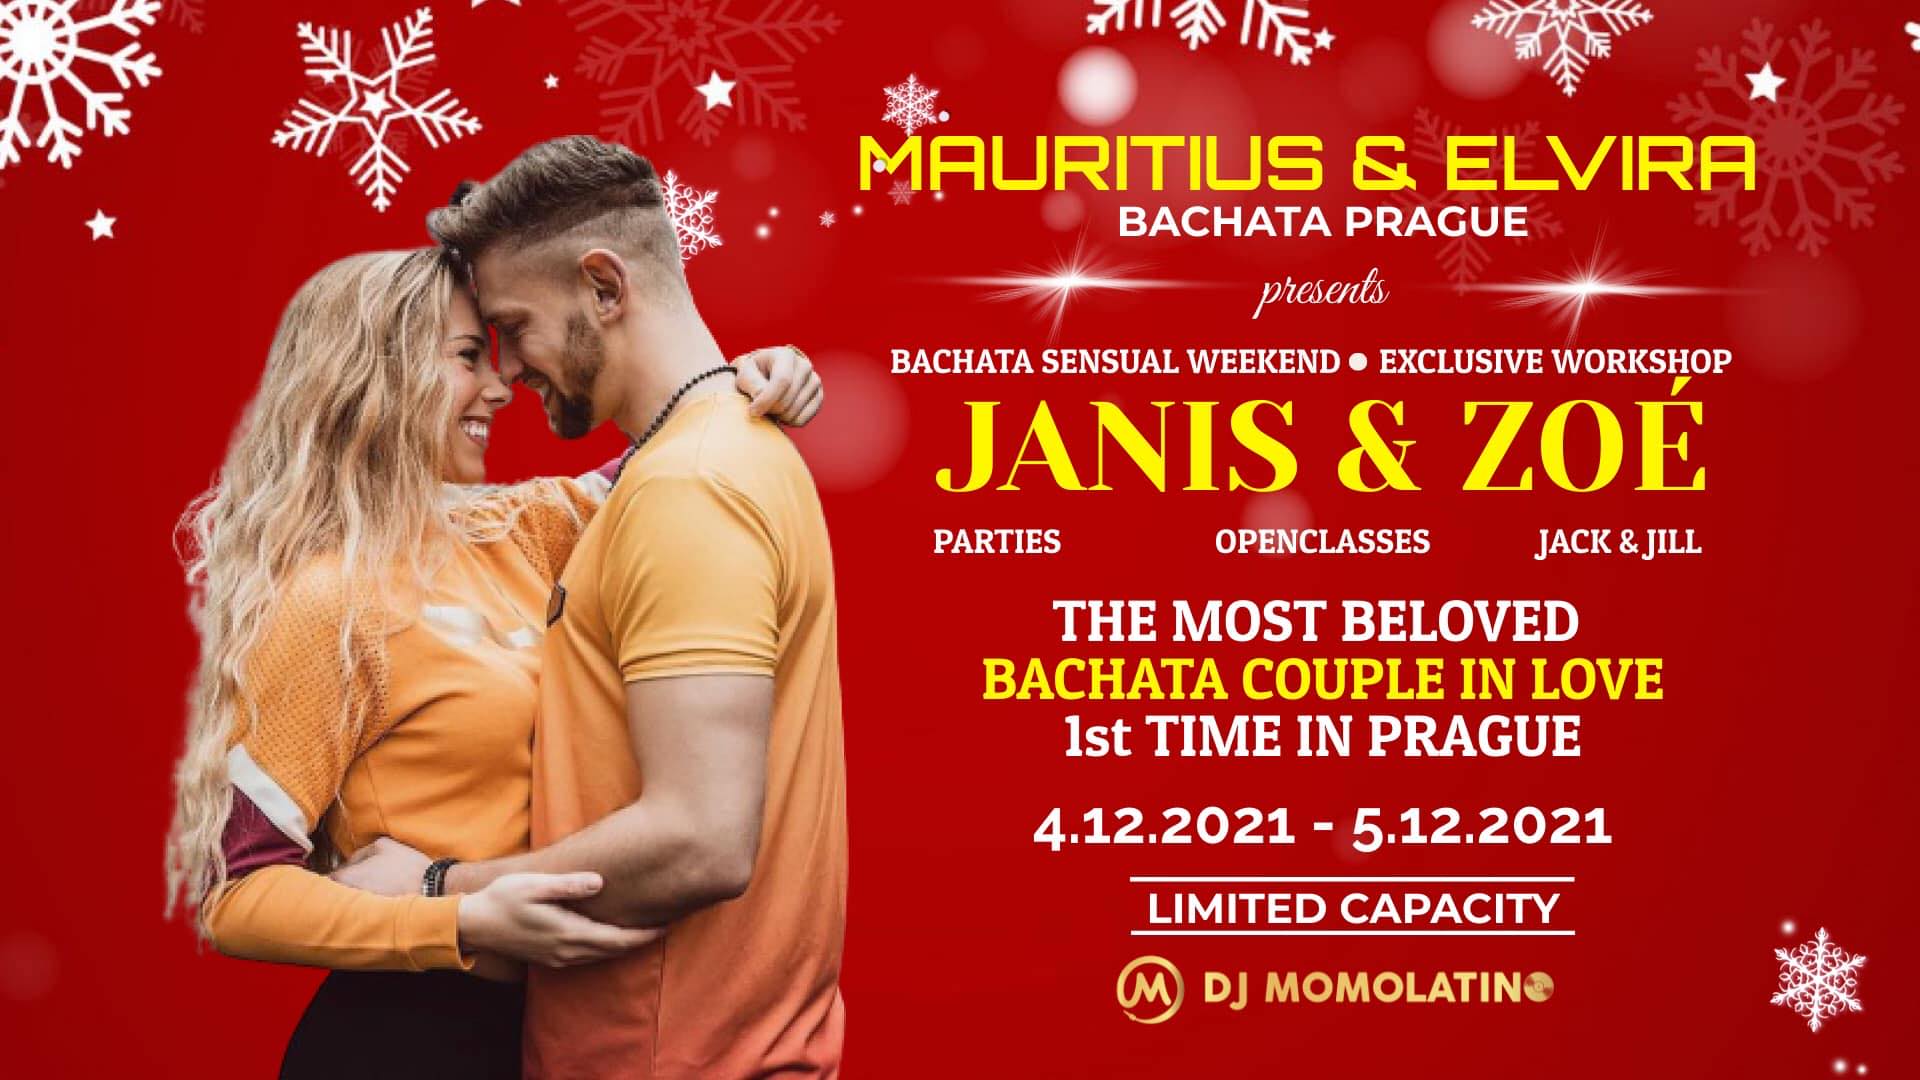 MAURITIUS & ELVIRA
BACHATA PRAGUE
presents
BACHATA SENSUAL WEEKEND ● EXCLUSIVE WORKSHOP
JANIS & ZOÉ
PARTIES OPENCLASSES JACK & JILL
THE MOST BELOVED
BACHATA COUPLE IN LOVE
1st TIME IN PRAGUE
4.12.2021 - 5.12.2021
LIMITED CAPACITY
M DJ MOMOLATINO